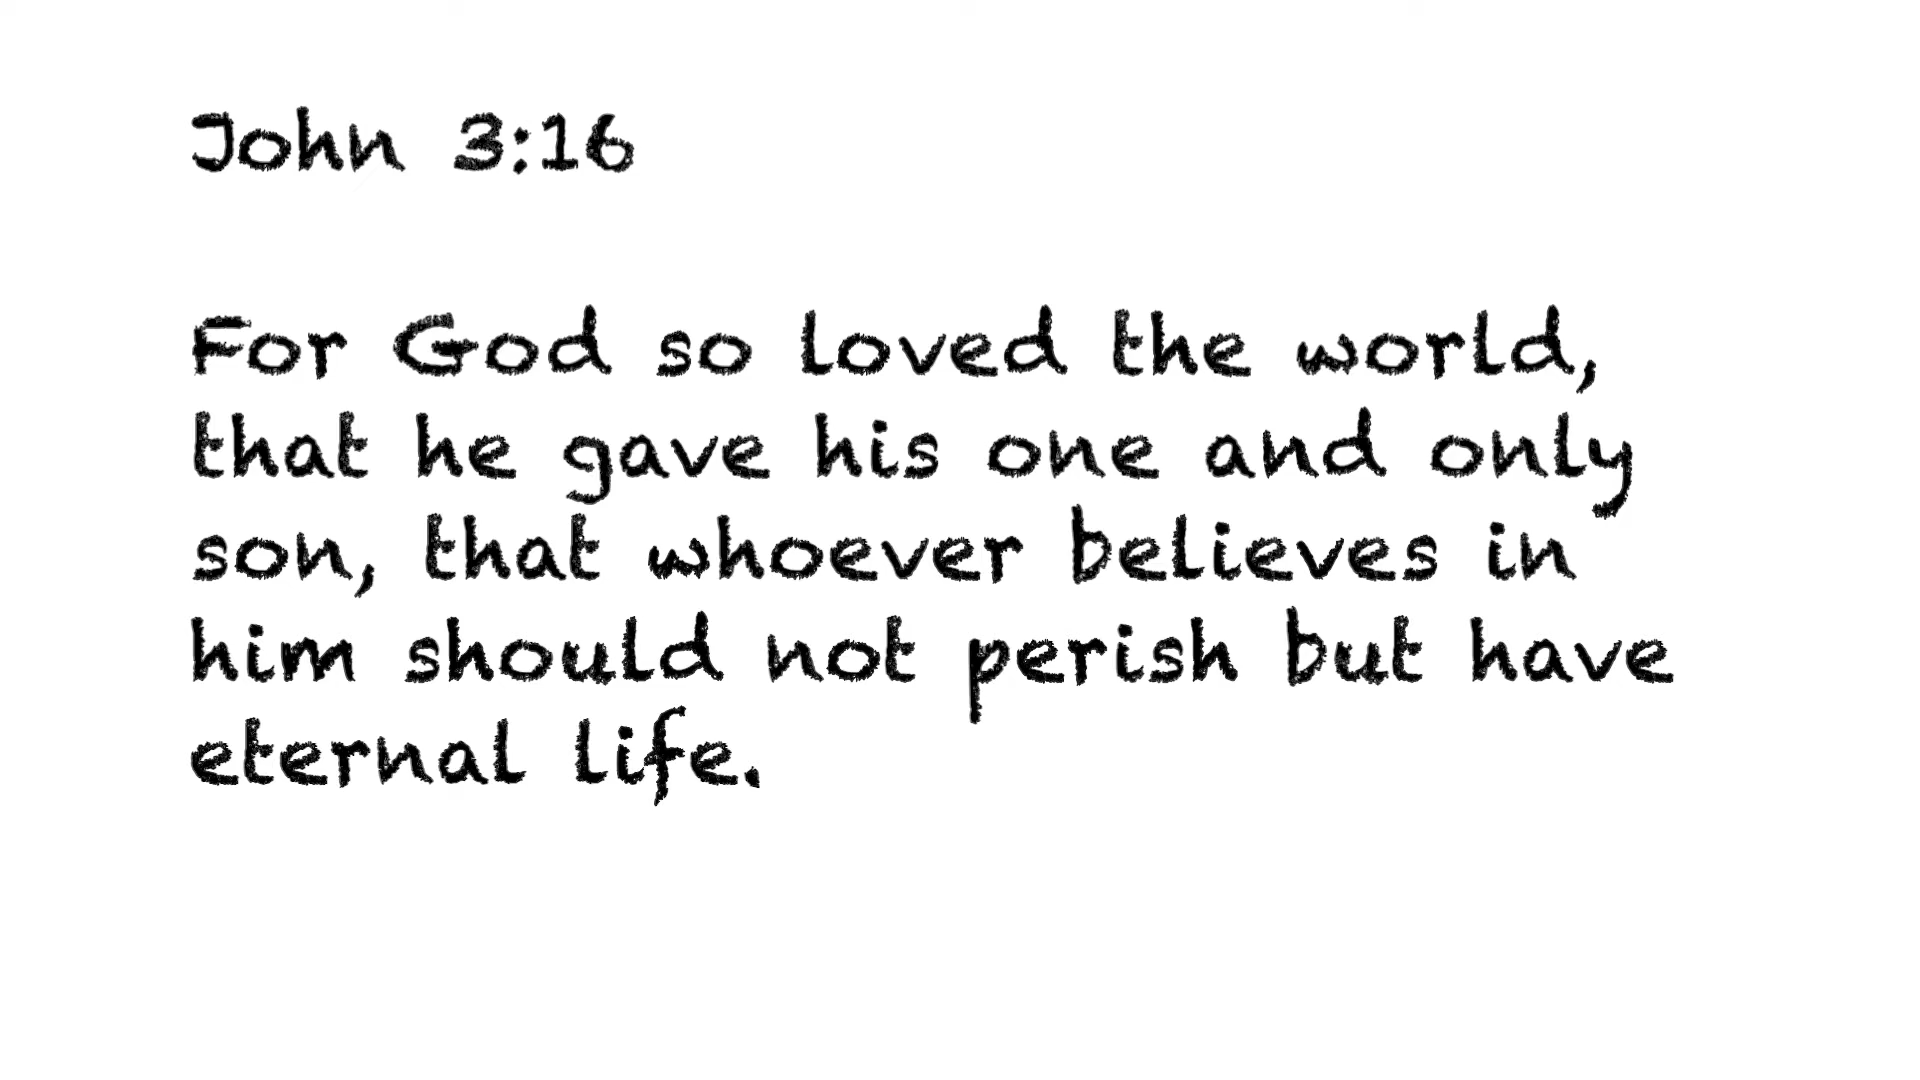 John 3:16
For God so loved the world,
that he gave his one and only
son, that whoever believes in
him should not perish but have
eternal life.